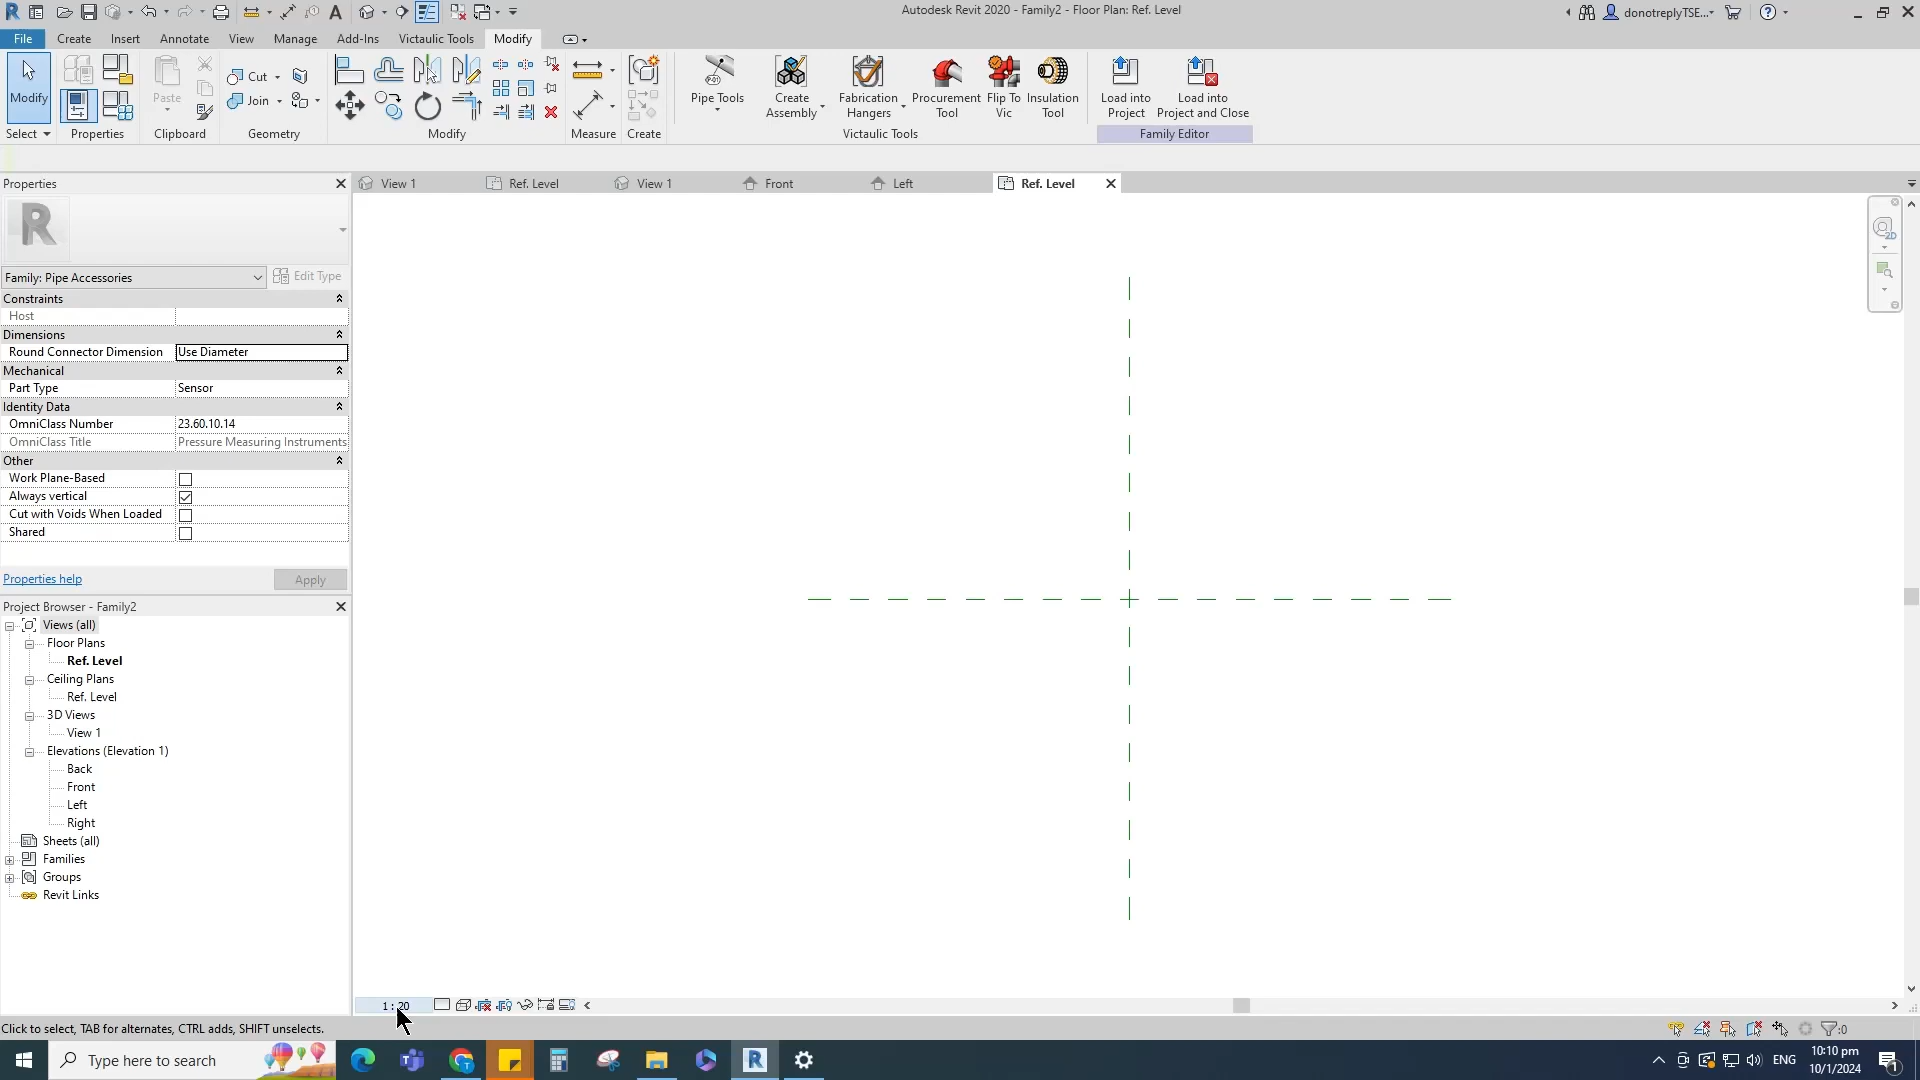 Autodesk Revit 2020 - Family2 - Floor Plan: Ref. Level
donotreplyTSE...
File Create Insert Annotate View Manage Add-Ins Victaulic Tools Modify
Modify
Paste
Cut
Join
Pipe Tools
Create Assembly
Fabrication Hangers
Procurement Tool
Flip To Vic
Insulation Tool
Load into Project
Load into Project and Close
Select Properties Clipboard Geometry Modify Measure Create Victaulic Tools Family Editor
Properties
View 1 Ref. Level View 1 Front Left Ref. Level
Family: Pipe Accessories
Edit Type
Constraints
Host
Dimensions
Round Connector Dimension Use Diameter
Mechanical
Part Type Sensor
Identity Data
OmniClass Number 23.60.10.14
OmniClass Title Pressure Measuring Instruments
Other
Work Plane-Based
Always vertical
Cut with Voids When Loaded
Shared
Properties help
Apply
Project Browser - Family2
Views (all)
Floor Plans
Ref. Level
Ceiling Plans
Ref. Level
3D Views
View 1
Elevations (Elevation 1)
Back
Front
Left
Right
Sheets (all)
Families
Groups
Revit Links
1 : 20
Click to select, TAB for alternates, CTRL adds, SHIFT unselects.
:0
Type here to search
ENG
10:10 pm
10/1/2024